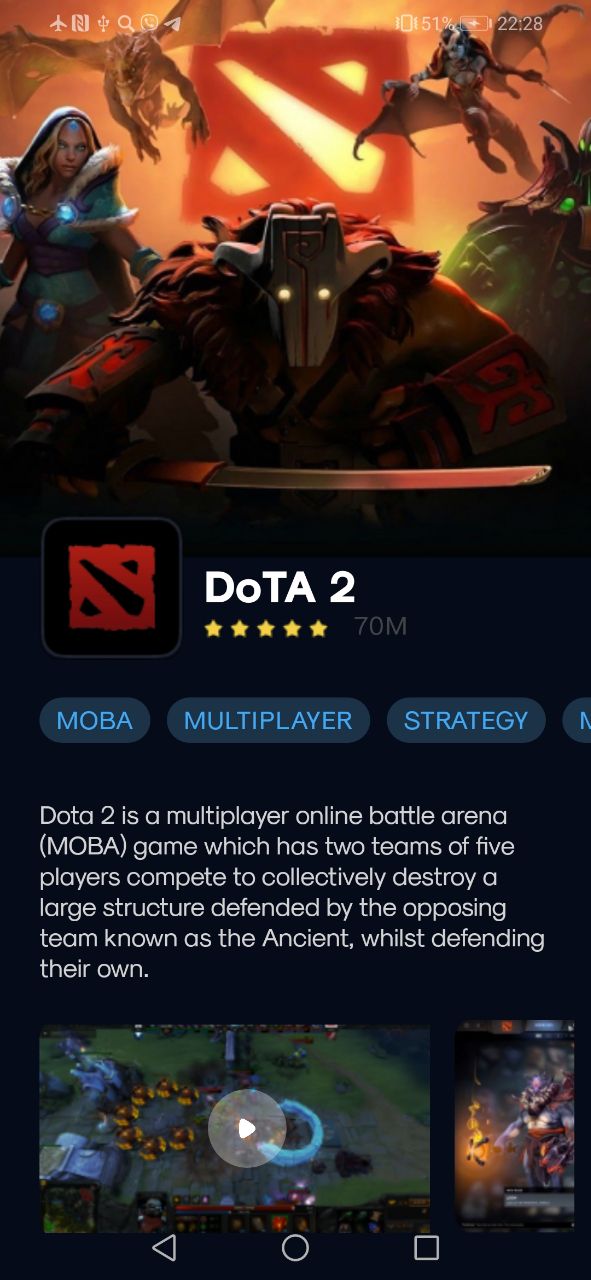 51% 22:28
DoTA 2
70M
MOBA MULTIPLAYER STRATEGY M
Dota 2 is a multiplayer online battle arena
(MOBA) game which has two teams of five
players compete to collectively destroy a
large structure defended by the opposing
team known as the Ancient, whilst defending
their own.